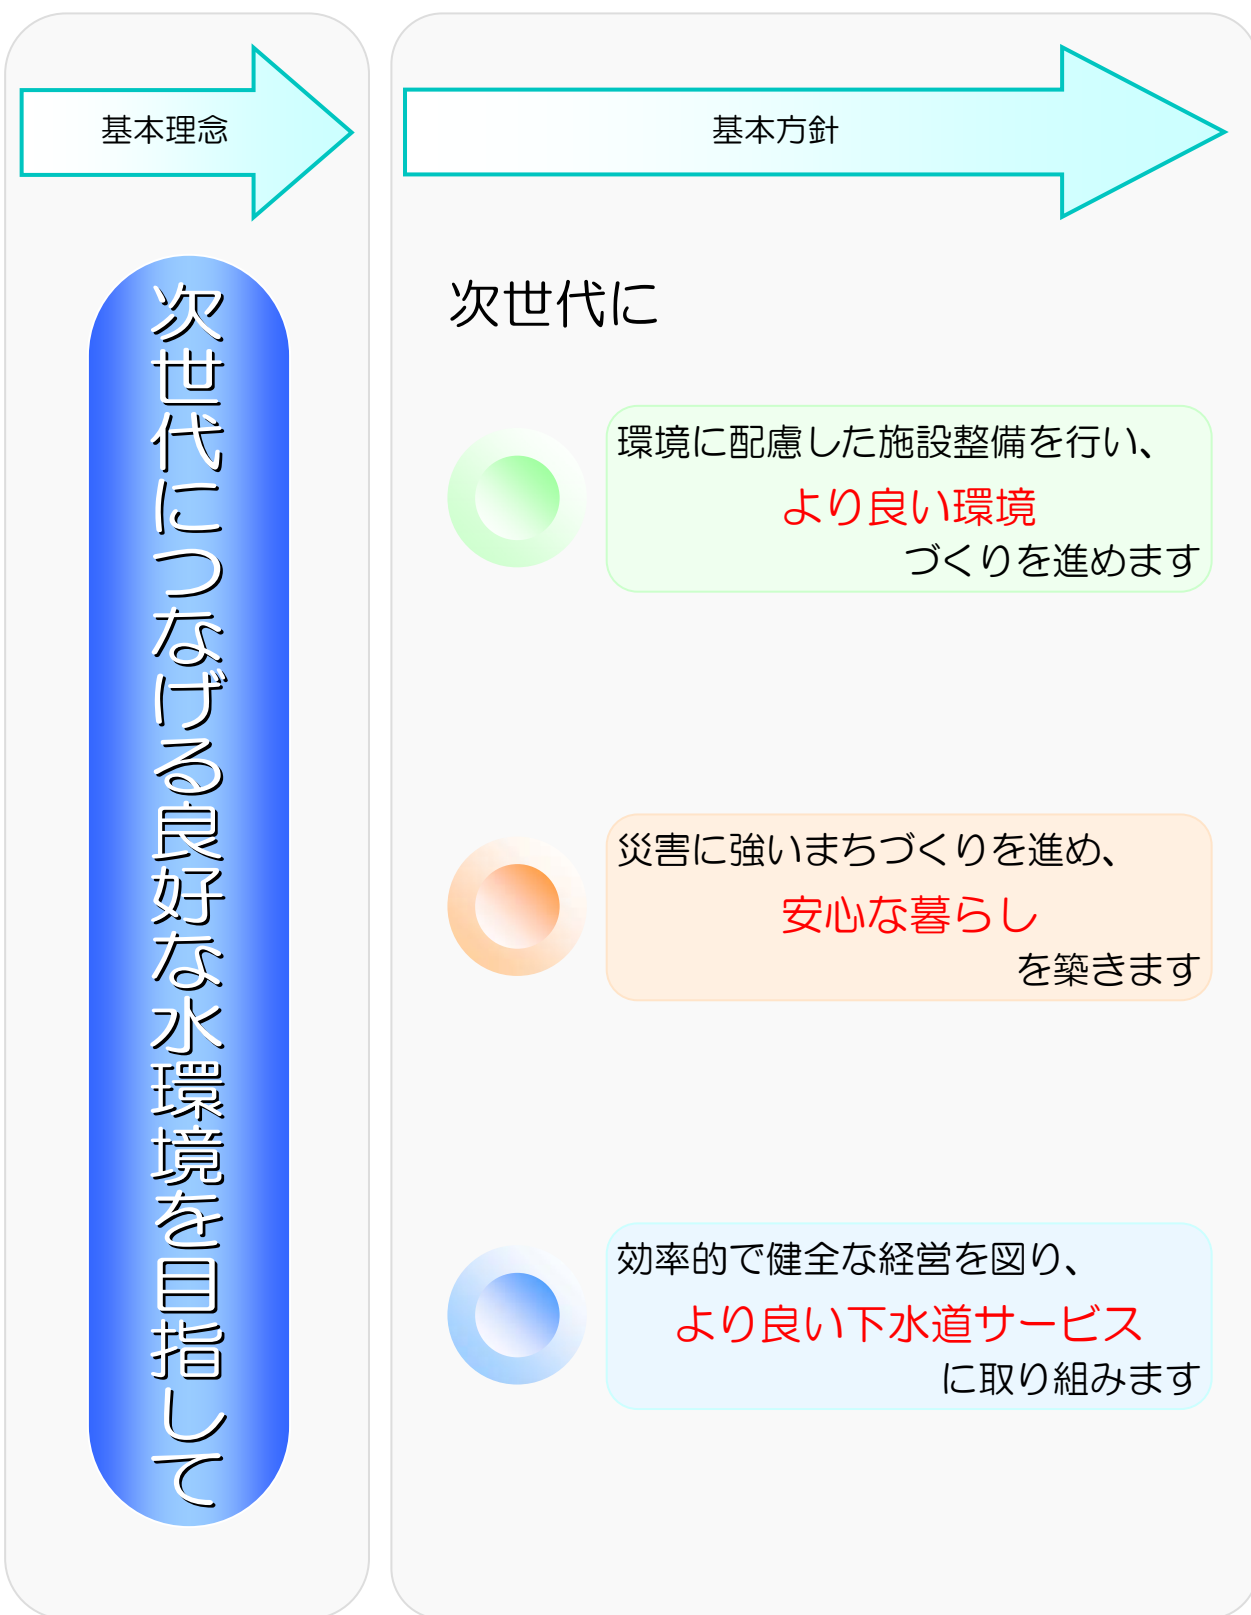 基本理念
次世代につなげる良好な水環境を目指して
基本方針
次世代に
環境に配慮した施設整備を行い、
より良い環境
づくりを進めます
災害に強いまちづくりを進め、
安心な暮らし
を築きます
効率的で健全な経営を図り、
より良い下水道サービス
に取り組みます